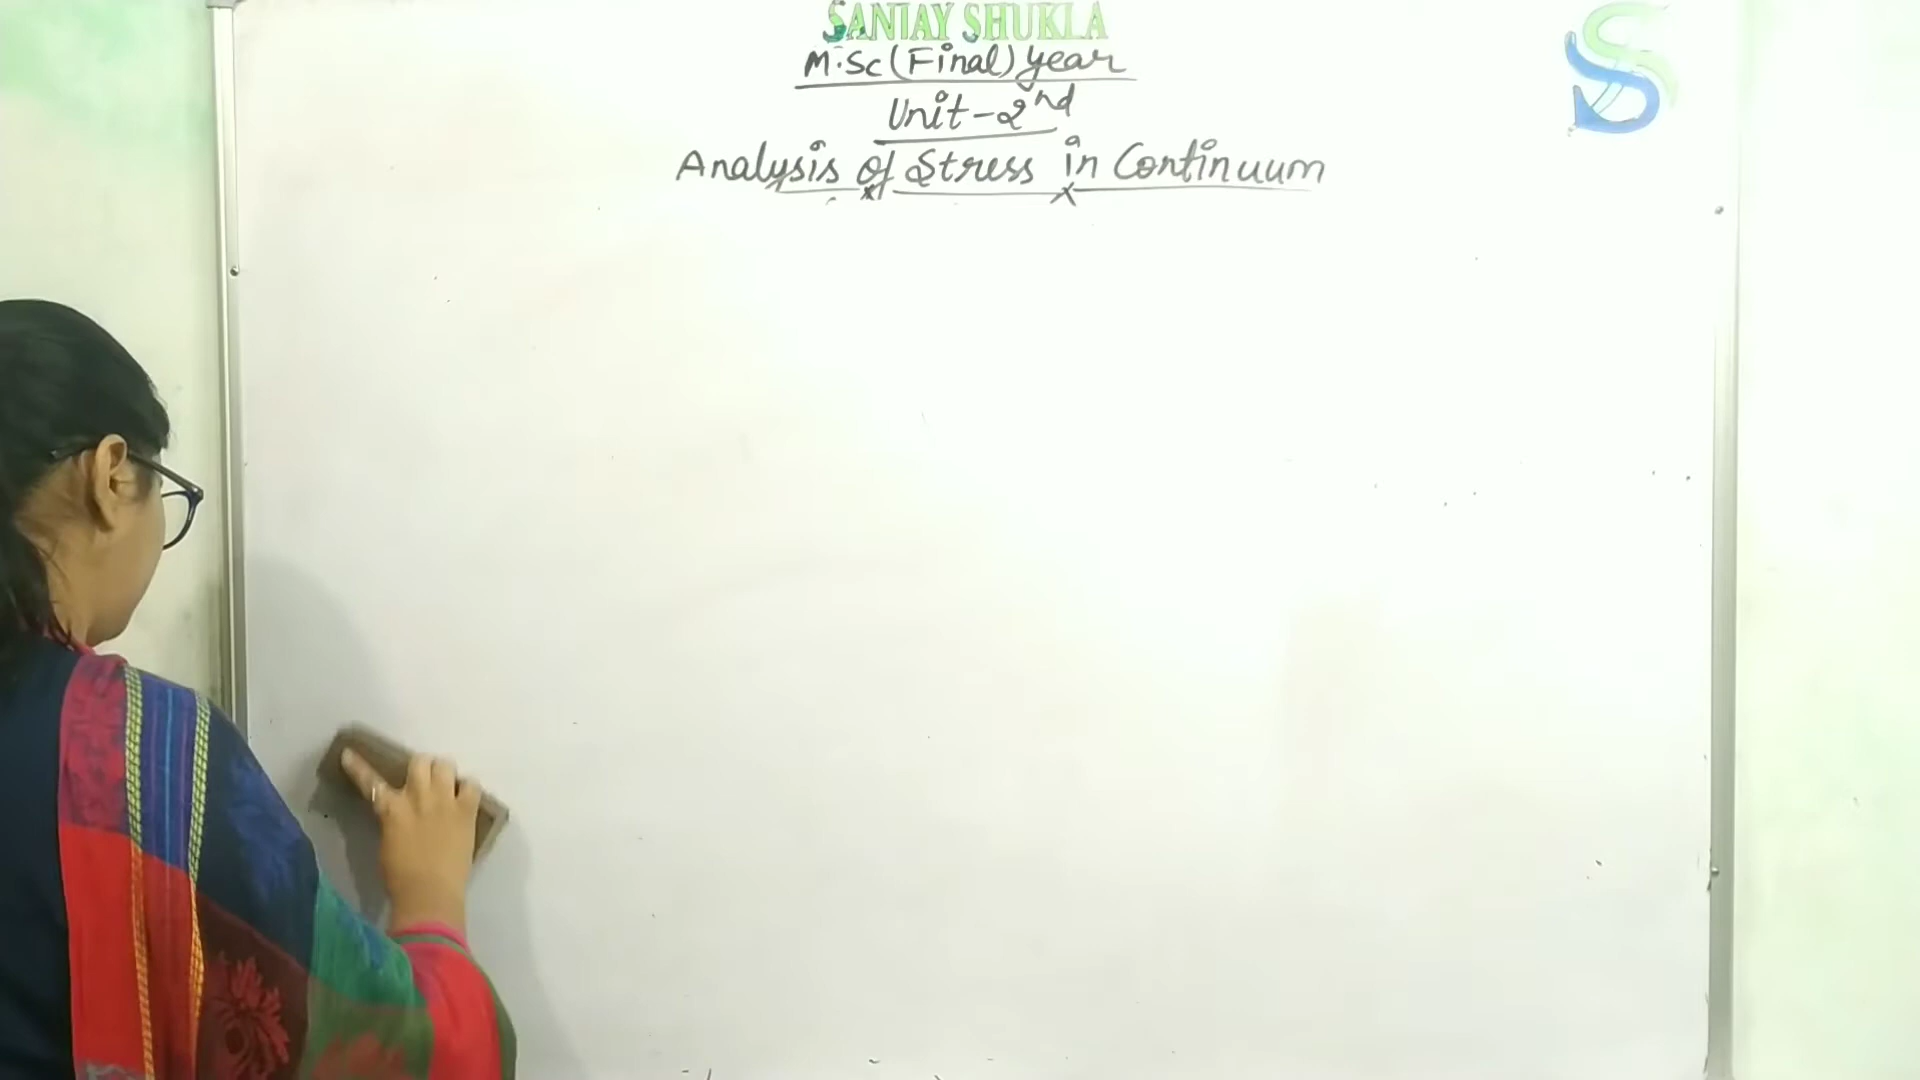 SANJAY SHUKLA
M.Sc (Final) year
Unit-2nd
Analysis of Stress in Continuum